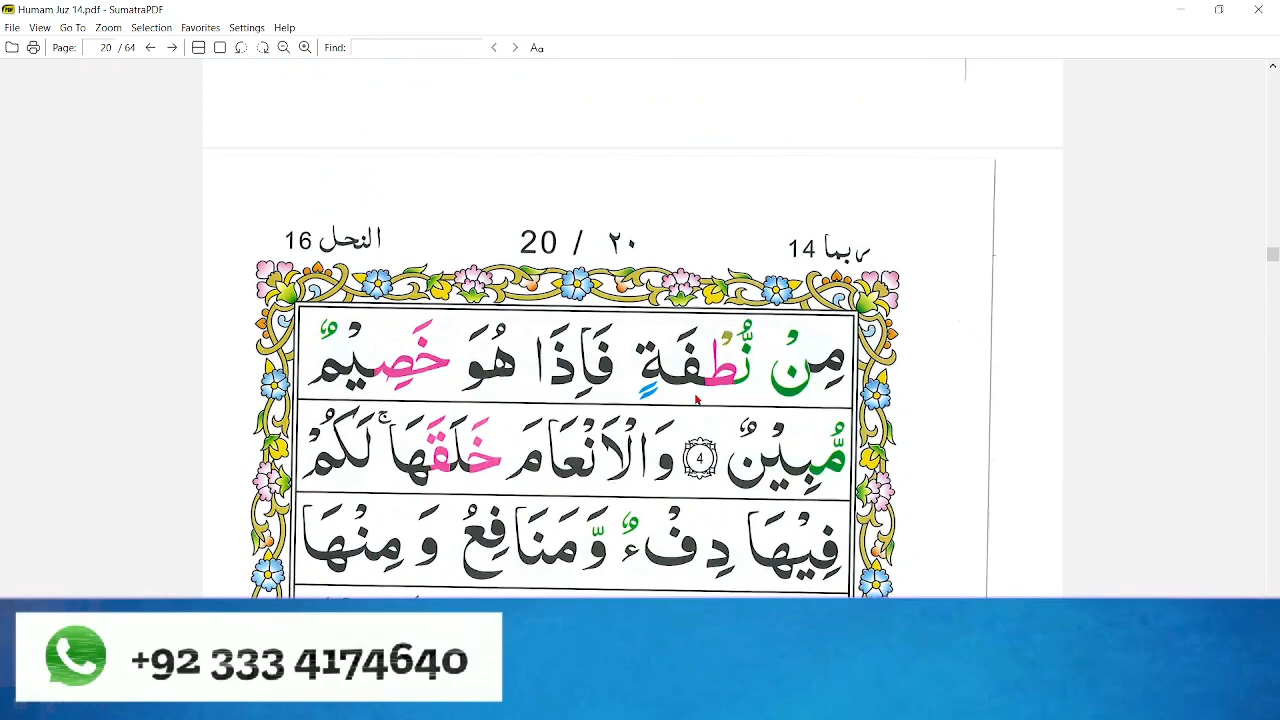 Humam Juz 14.pdf - SumatraPDF
File View Go To Zoom Selection Favorites Settings Help
Page: 20 / 64 Find: Aa
ربما 14 ٢٠ / 20 النحل 16
مِنْ نُّطْفَةٍ فَاِذَا هُوَ خَصِيْمٌ
مُّبِيْنٌ 4 وَالْاَنْعَامَ خَلَقَهَا ۚ لَكُمْ
فِيْهَا دِفْءٌ وَّمَنَافِعُ وَ مِنْهَا
+92 333 4174640